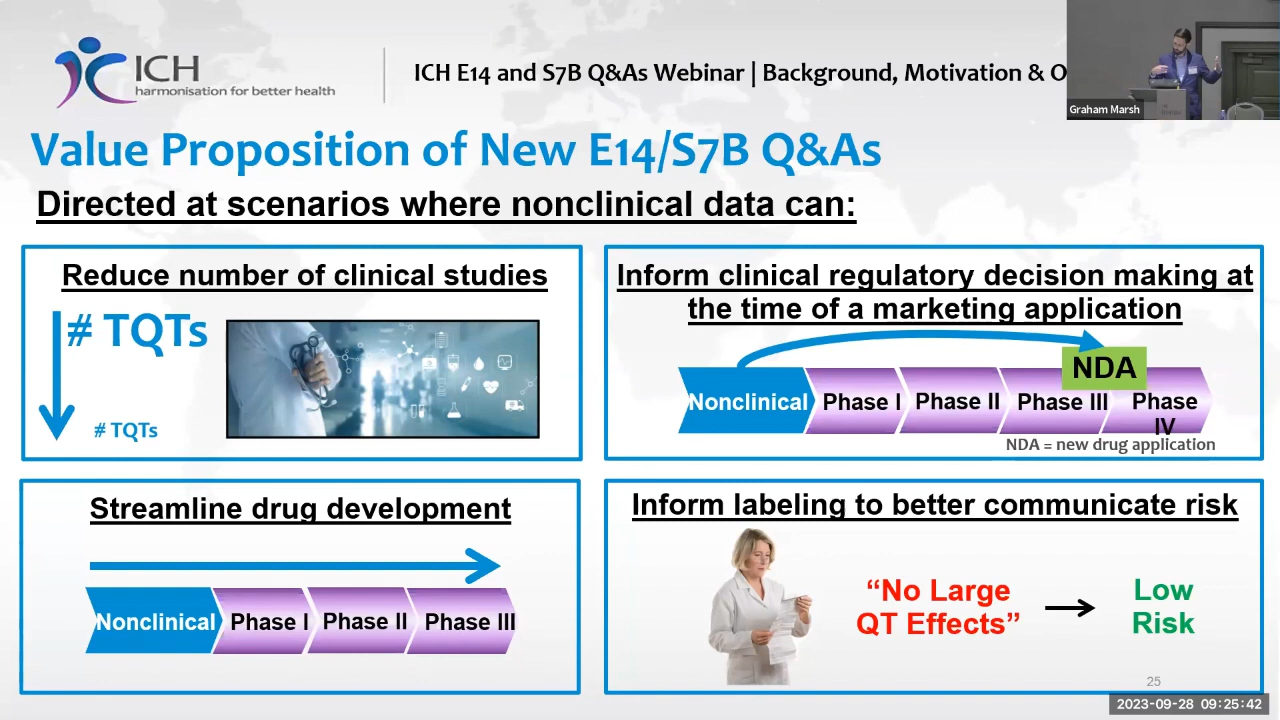 ICH
harmonisation for better health
ICH E14 and S7B Q&As Webinar | Background, Motivation & O
Graham Marsh
Value Proposition of New E14/S7B Q&As
Directed at scenarios where nonclinical data can:
Reduce number of clinical studies
# TQTs
# TQTs
Inform clinical regulatory decision making at
the time of a marketing application
NDA
Nonclinical
Phase I
Phase II
Phase III
Phase
IV
NDA = new drug application
Streamline drug development
Nonclinical
Phase I
Phase II
Phase III
Inform labeling to better communicate risk
“No Large
QT Effects”
Low
Risk
25
2023-09-28 09:25:42